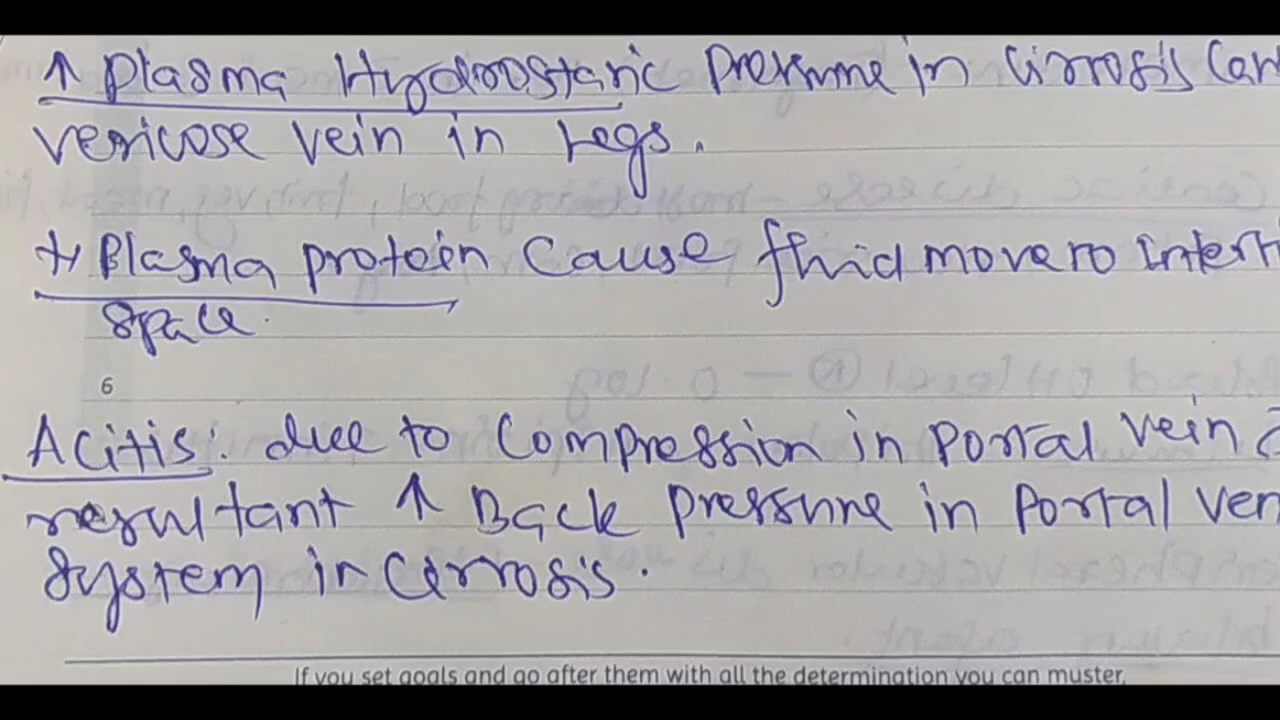 ↑ Plasma Hydrostatic Pressure in Cirrosis Can
vericose vein in Legs.
Plasma protein Cause fluid move to inter
space.
6
Acitis: due to Compression in Portal vein
resultant ↑ Back pressure in Portal ven
System in Cirrosis.
If you set goals and go after them with all the determination you can muster,